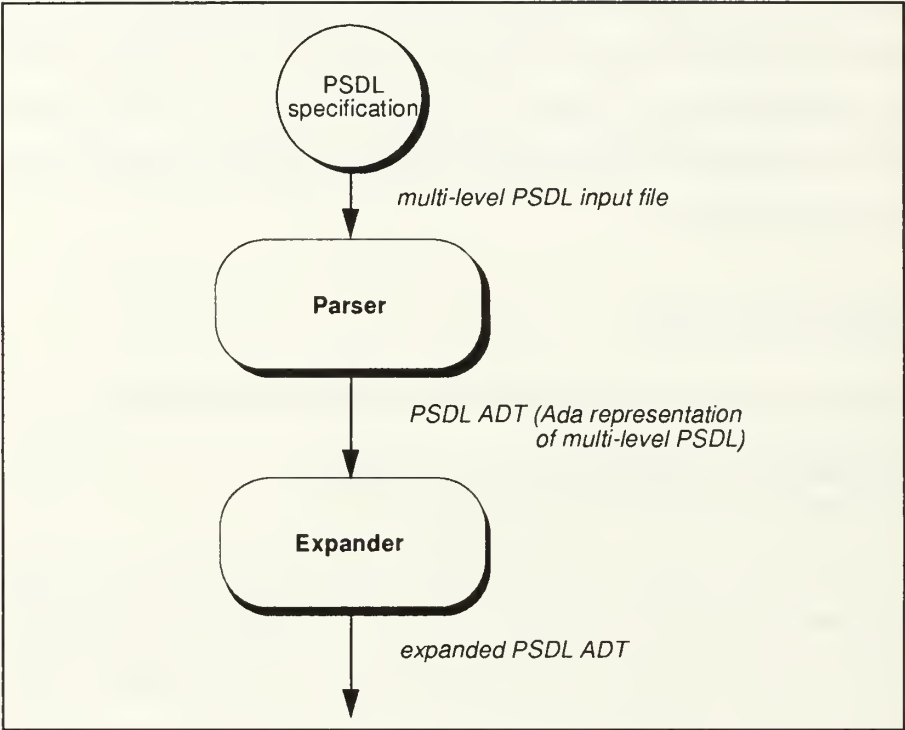 PSDL
specification
multi-level PSDL input file
Parser
PSDL ADT (Ada representation
of multi-level PSDL)
Expander
expanded PSDL ADT